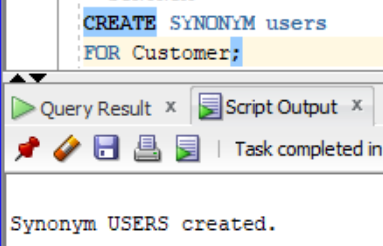 CREATE SYNONYM users
FOR Customer;
Query Result x
Script Output x
Task completed in
Synonym USERS created.